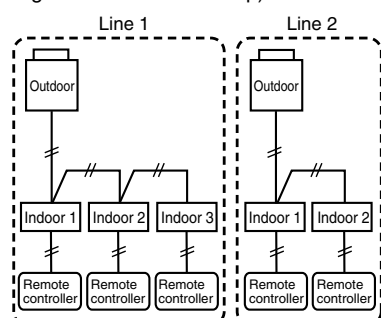 Line 1
Line 2
Outdoor
Outdoor
Indoor 1
Indoor 2
Indoor 3
Indoor 1
Indoor 2
Remote
controller
Remote
controller
Remote
controller
Remote
controller
Remote
controller